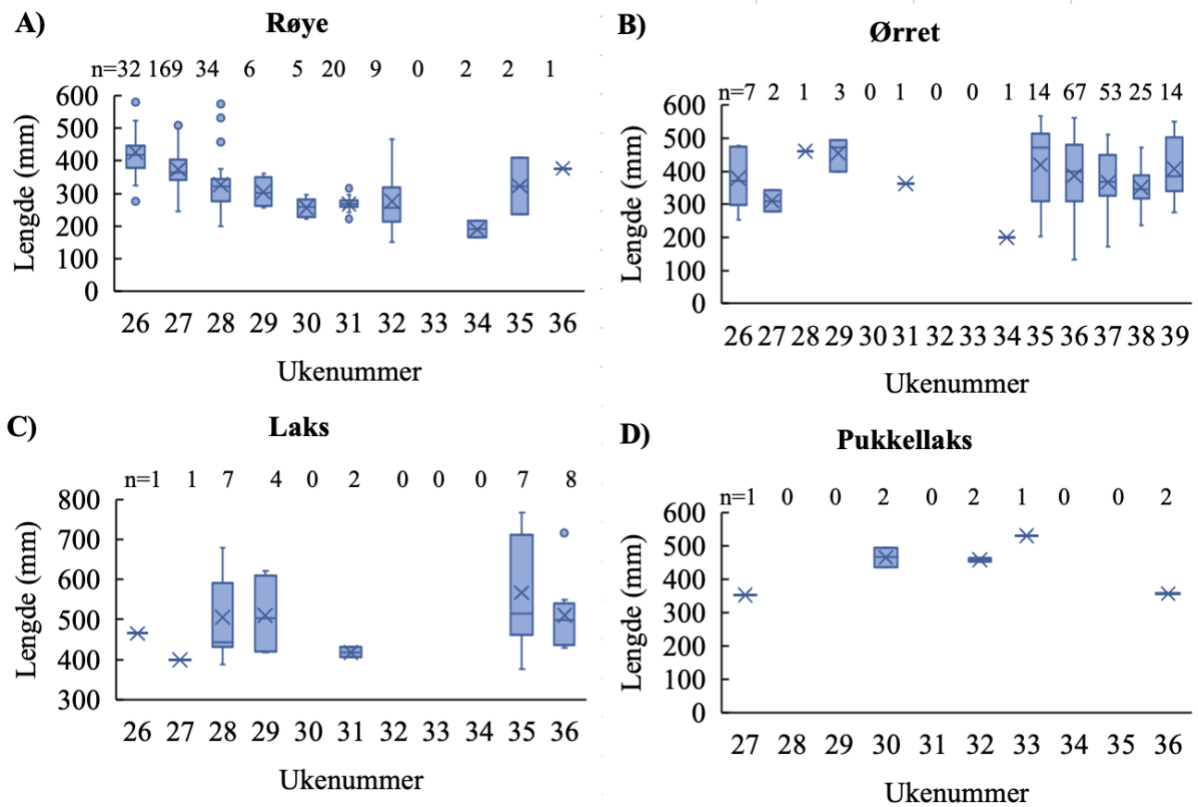 A)
Røye
n=32 169 34 6 5 20 9 0 2 2 1
600
500
400
300
200
100
0
Lengde (mm)
26 27 28 29 30 31 32 33 34 35 36
Ukenummer
B)
Ørret
n=7 2 1 3 0 1 0 0 1 14 67 53 25 14
600
500
400
300
200
100
0
Lengde (mm)
26 27 28 29 30 31 32 33 34 35 36 37 38 39
Ukenummer
C)
Laks
n=1 1 7 4 0 2 0 0 0 7 8
800
700
600
500
400
300
Lengde (mm)
26 27 28 29 30 31 32 33 34 35 36
Ukenummer
D)
Pukkellaks
n=1 0 0 2 0 2 1 0 0 2
600
500
400
300
200
100
0
Lengde (mm)
27 28 29 30 31 32 33 34 35 36
Ukenummer